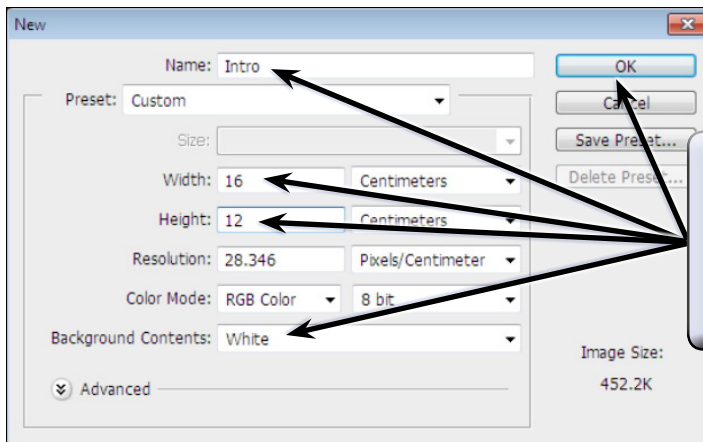 New
Name: Intro
OK
Preset: Custom
Cancel
Size:
Save Preset...
Width: 16 Centimeters
Delete Preset...
Height: 12 Centimeters
Resolution: 28.346 Pixels/Centimeter
Color Mode: RGB Color 8 bit
Background Contents: White
Image Size:
Advanced
452.2K